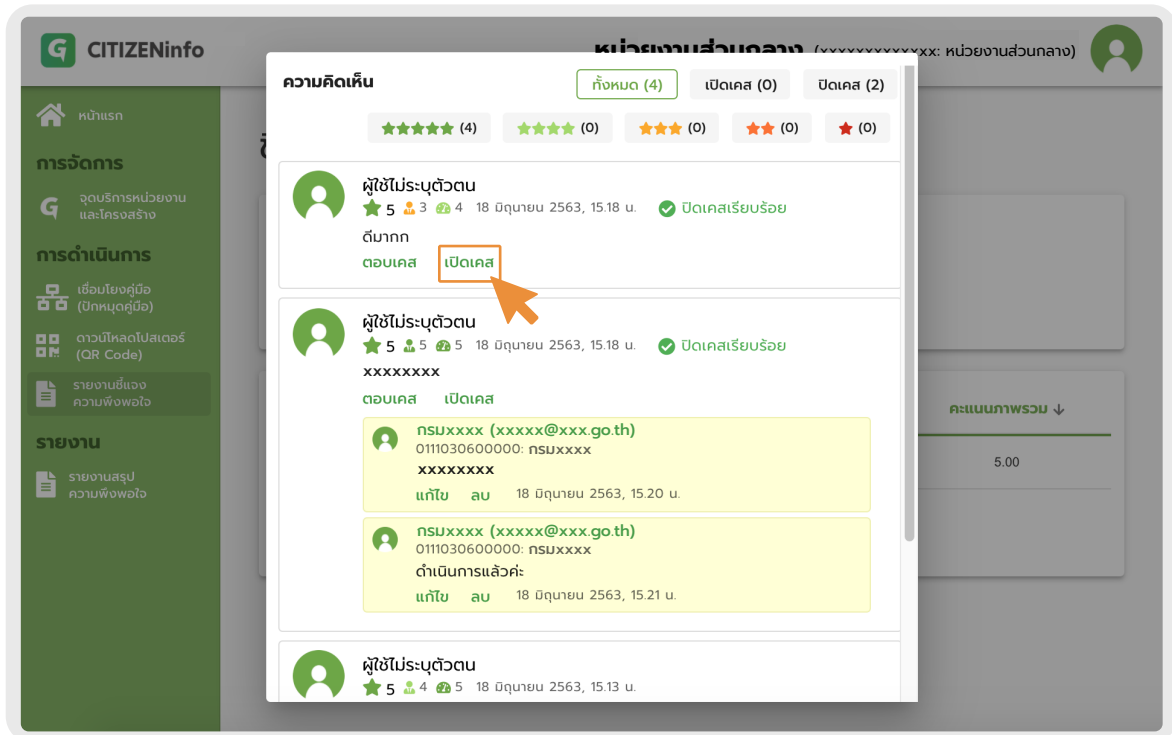 CITIZENinfo
หน่วยงานส่วนกลาง (xxxxxxxxxxxxx: หน่วยงานส่วนกลาง)
หน้าแรก
การจัดการ
จุดบริการหน่วยงาน
และโครงสร้าง
การดำเนินการ
เชื่อมโยงคู่มือ
(ปักหมุดคู่มือ)
ดาวน์โหลดโปสเตอร์
(QR Code)
รายงานชี้แจง
ความพึงพอใจ
รายงาน
รายงานสรุป
ความพึงพอใจ
ความคิดเห็น
ทั้งหมด (4) เปิดเคส (0) ปิดเคส (2)
(4) (0) (0) (0) (0)
ผู้ใช้ไม่ระบุตัวตน
5 3 4 18 มิถุนายน 2563, 15.18 น. ปิดเคสเรียบร้อย
ดีมากก
ตอบเคส เปิดเคส
ผู้ใช้ไม่ระบุตัวตน
5 5 5 18 มิถุนายน 2563, 15.18 น. ปิดเคสเรียบร้อย
xxxxxxxx
ตอบเคส เปิดเคส
กรมxxxx (xxxxx@xxx.go.th)
0111030600000: กรมxxxx
xxxxxxxx
แก้ไข ลบ 18 มิถุนายน 2563, 15.20 น.
กรมxxxx (xxxxx@xxx.go.th)
0111030600000: กรมxxxx
ดำเนินการแล้วค่ะ
แก้ไข ลบ 18 มิถุนายน 2563, 15.21 น.
ผู้ใช้ไม่ระบุตัวตน
5 4 5 18 มิถุนายน 2563, 15.13 น.
คะแนนภาพรวม
5.00